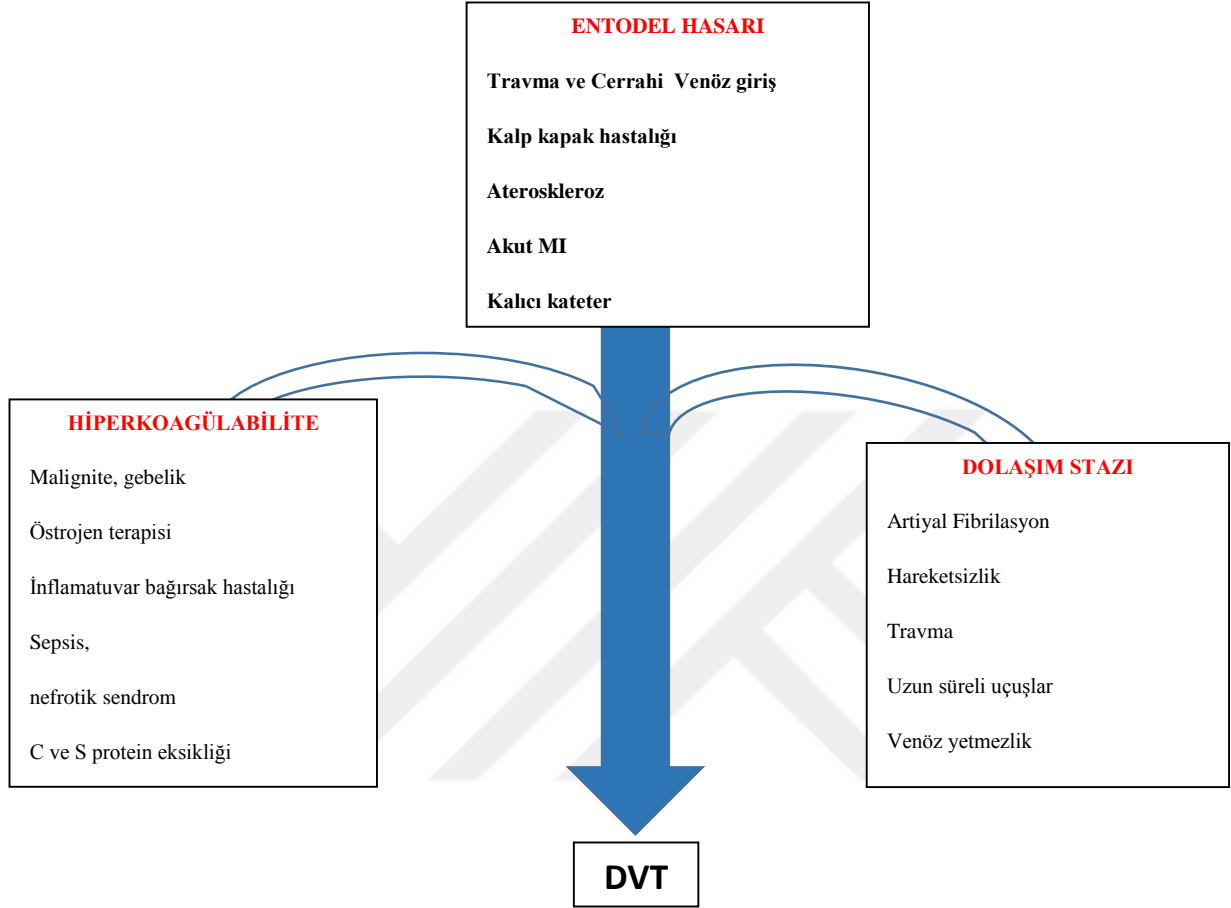 ENTODEL HASARI
Travma ve Cerrahi  Venöz giriş
Kalp kapak hastalığı
Ateroskleroz
Akut MI
Kalıcı kateter
HİPERKOAGÜLABİLİTE
Malignite, gebelik
Östrojen terapisi
İnflamatuvar bağırsak hastalığı
Sepsis,
nefrotik sendrom
C ve S protein eksikliği
DOLAŞIM STAZI
Artiyal Fibrilasyon
Hareketsizlik
Travma
Uzun süreli uçuşlar
Venöz yetmezlik
DVT